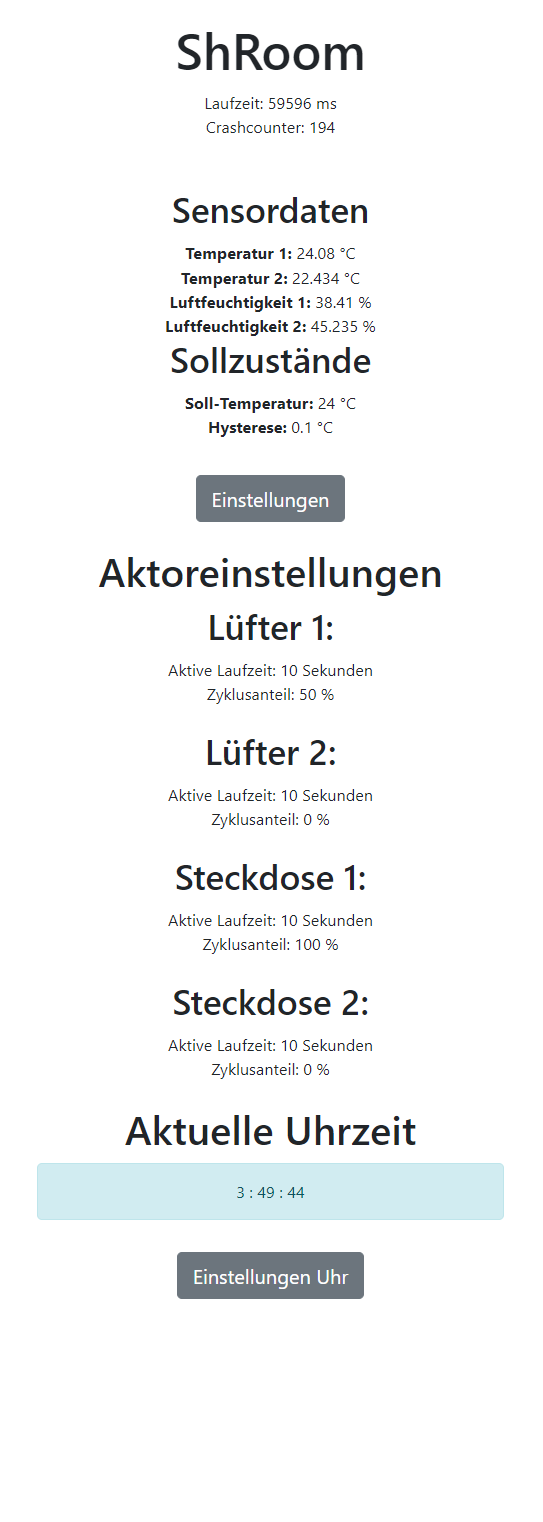 ShRoom
Laufzeit: 59596 ms
Crashcounter: 194
Sensordaten
Temperatur 1: 24.08 °C
Temperatur 2: 22.434 °C
Luftfeuchtigkeit 1: 38.41 %
Luftfeuchtigkeit 2: 45.235 %
Sollzustände
Soll-Temperatur: 24 °C
Hysterese: 0.1 °C
Einstellungen
Aktoreinstellungen
Lüfter 1:
Aktive Laufzeit: 10 Sekunden
Zyklusanteil: 50 %
Lüfter 2:
Aktive Laufzeit: 10 Sekunden
Zyklusanteil: 0 %
Steckdose 1:
Aktive Laufzeit: 10 Sekunden
Zyklusanteil: 100 %
Steckdose 2:
Aktive Laufzeit: 10 Sekunden
Zyklusanteil: 0 %
Aktuelle Uhrzeit
3 : 49 : 44
Einstellungen Uhr